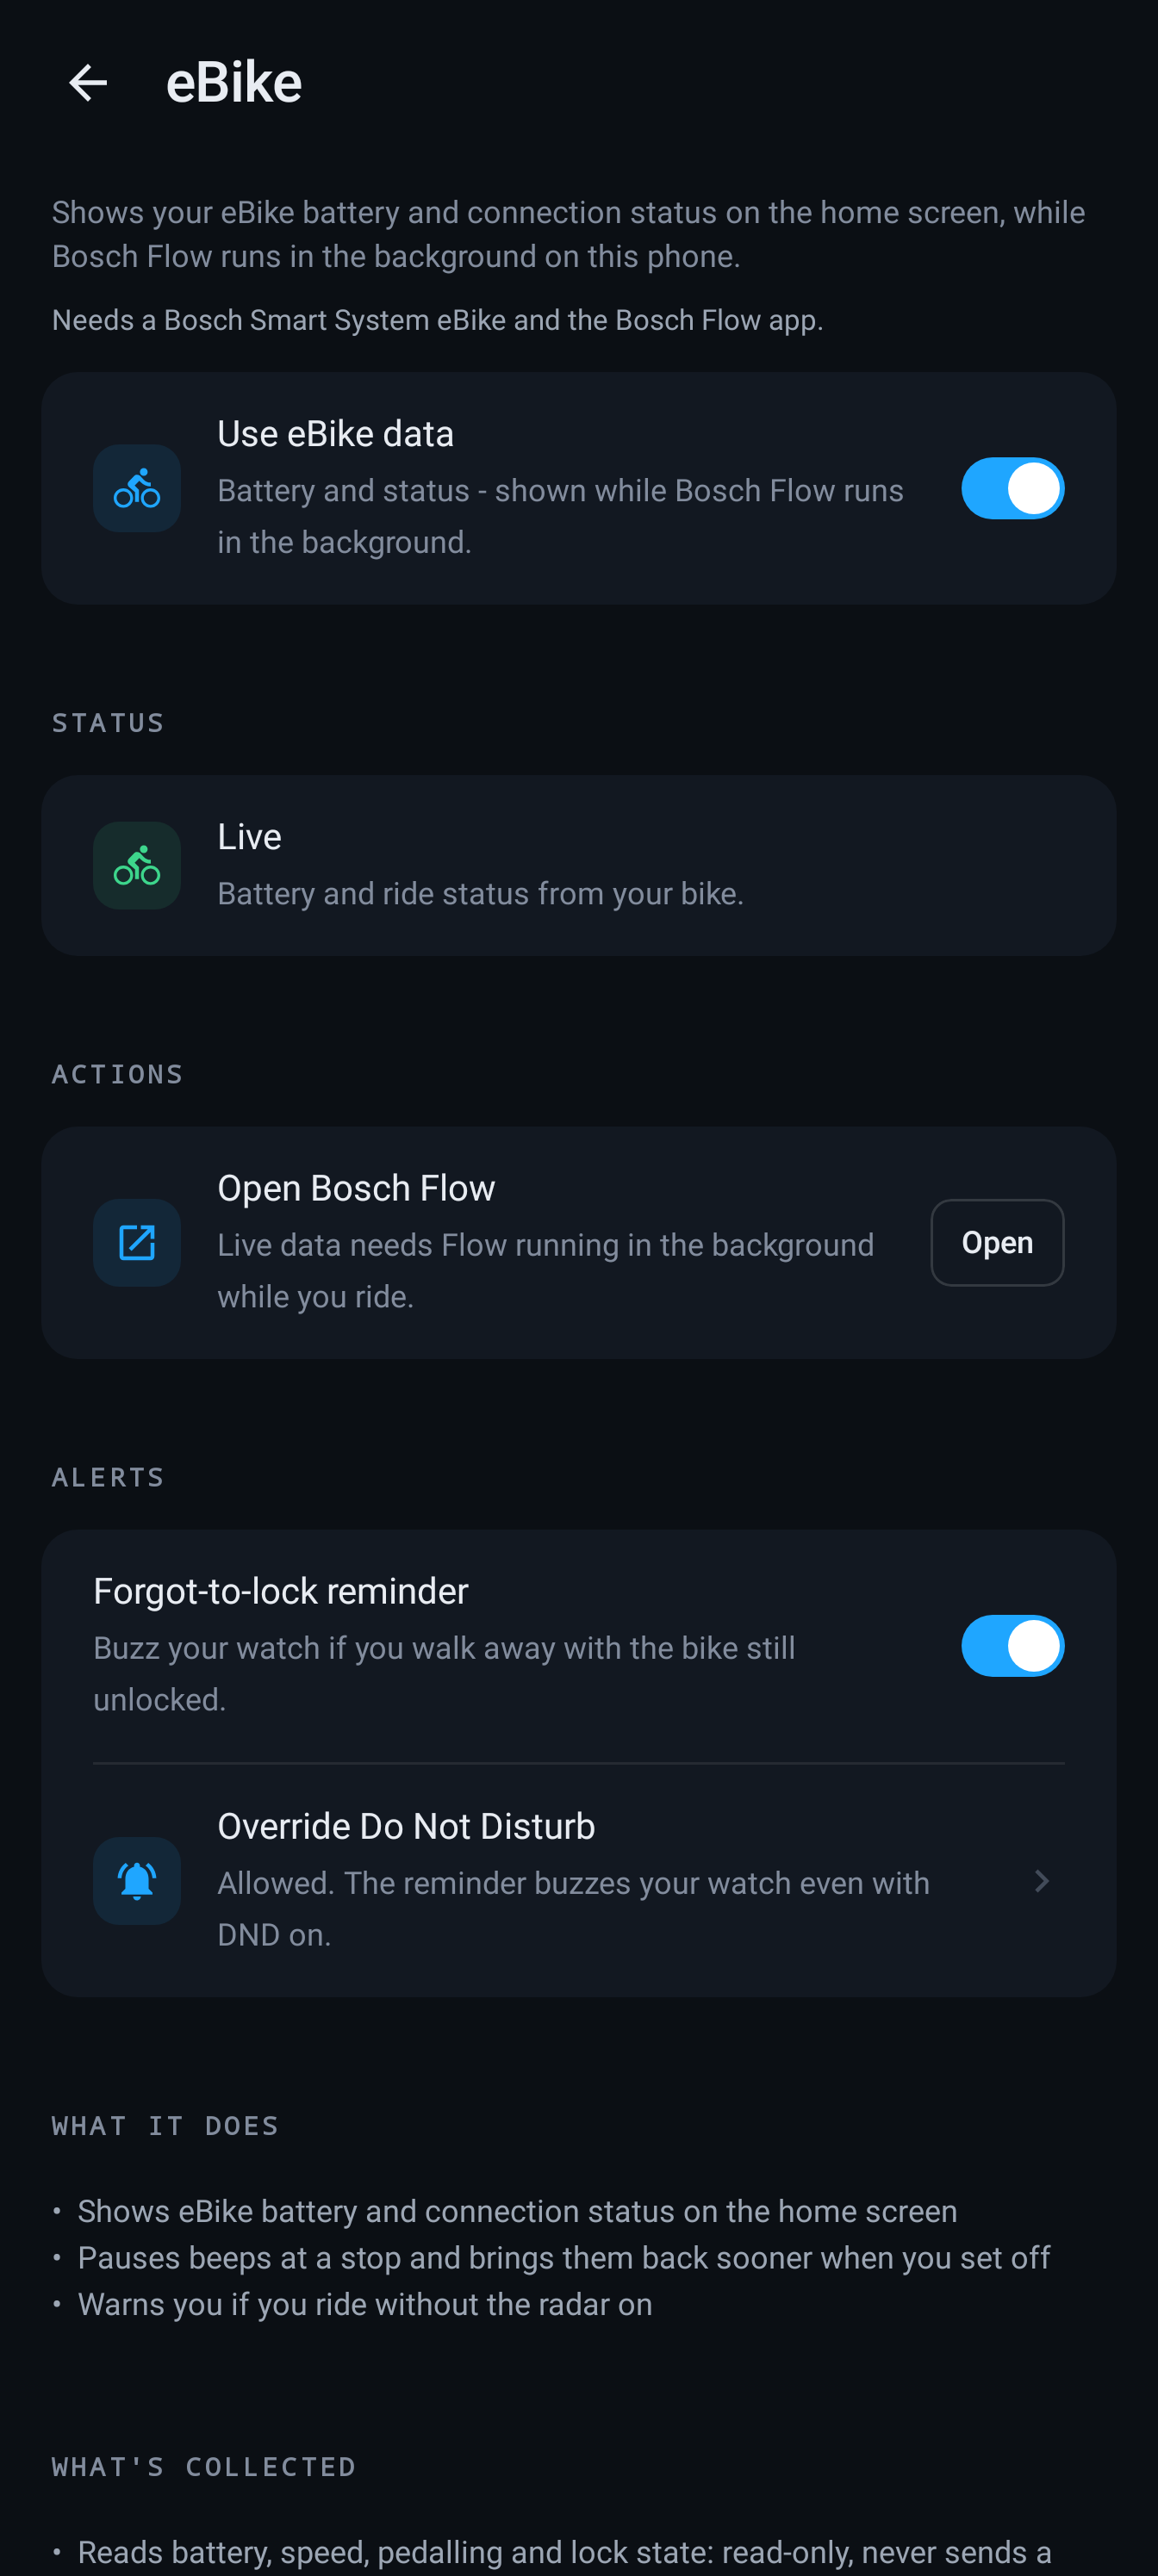 eBike
Shows your eBike battery and connection status on the home screen, while
Bosch Flow runs in the background on this phone.
Needs a Bosch Smart System eBike and the Bosch Flow app.
Use eBike data
Battery and status - shown while Bosch Flow runs
in the background.
STATUS
Live
Battery and ride status from your bike.
ACTIONS
Open Bosch Flow
Live data needs Flow running in the background
while you ride.
Open
ALERTS
Forgot-to-lock reminder
Buzz your watch if you walk away with the bike still
unlocked.
Override Do Not Disturb
Allowed. The reminder buzzes your watch even with
DND on.
WHAT IT DOES
• Shows eBike battery and connection status on the home screen
• Pauses beeps at a stop and brings them back sooner when you set off
• Warns you if you ride without the radar on
WHAT'S COLLECTED
• Reads battery, speed, pedalling and lock state: read-only, never sends a